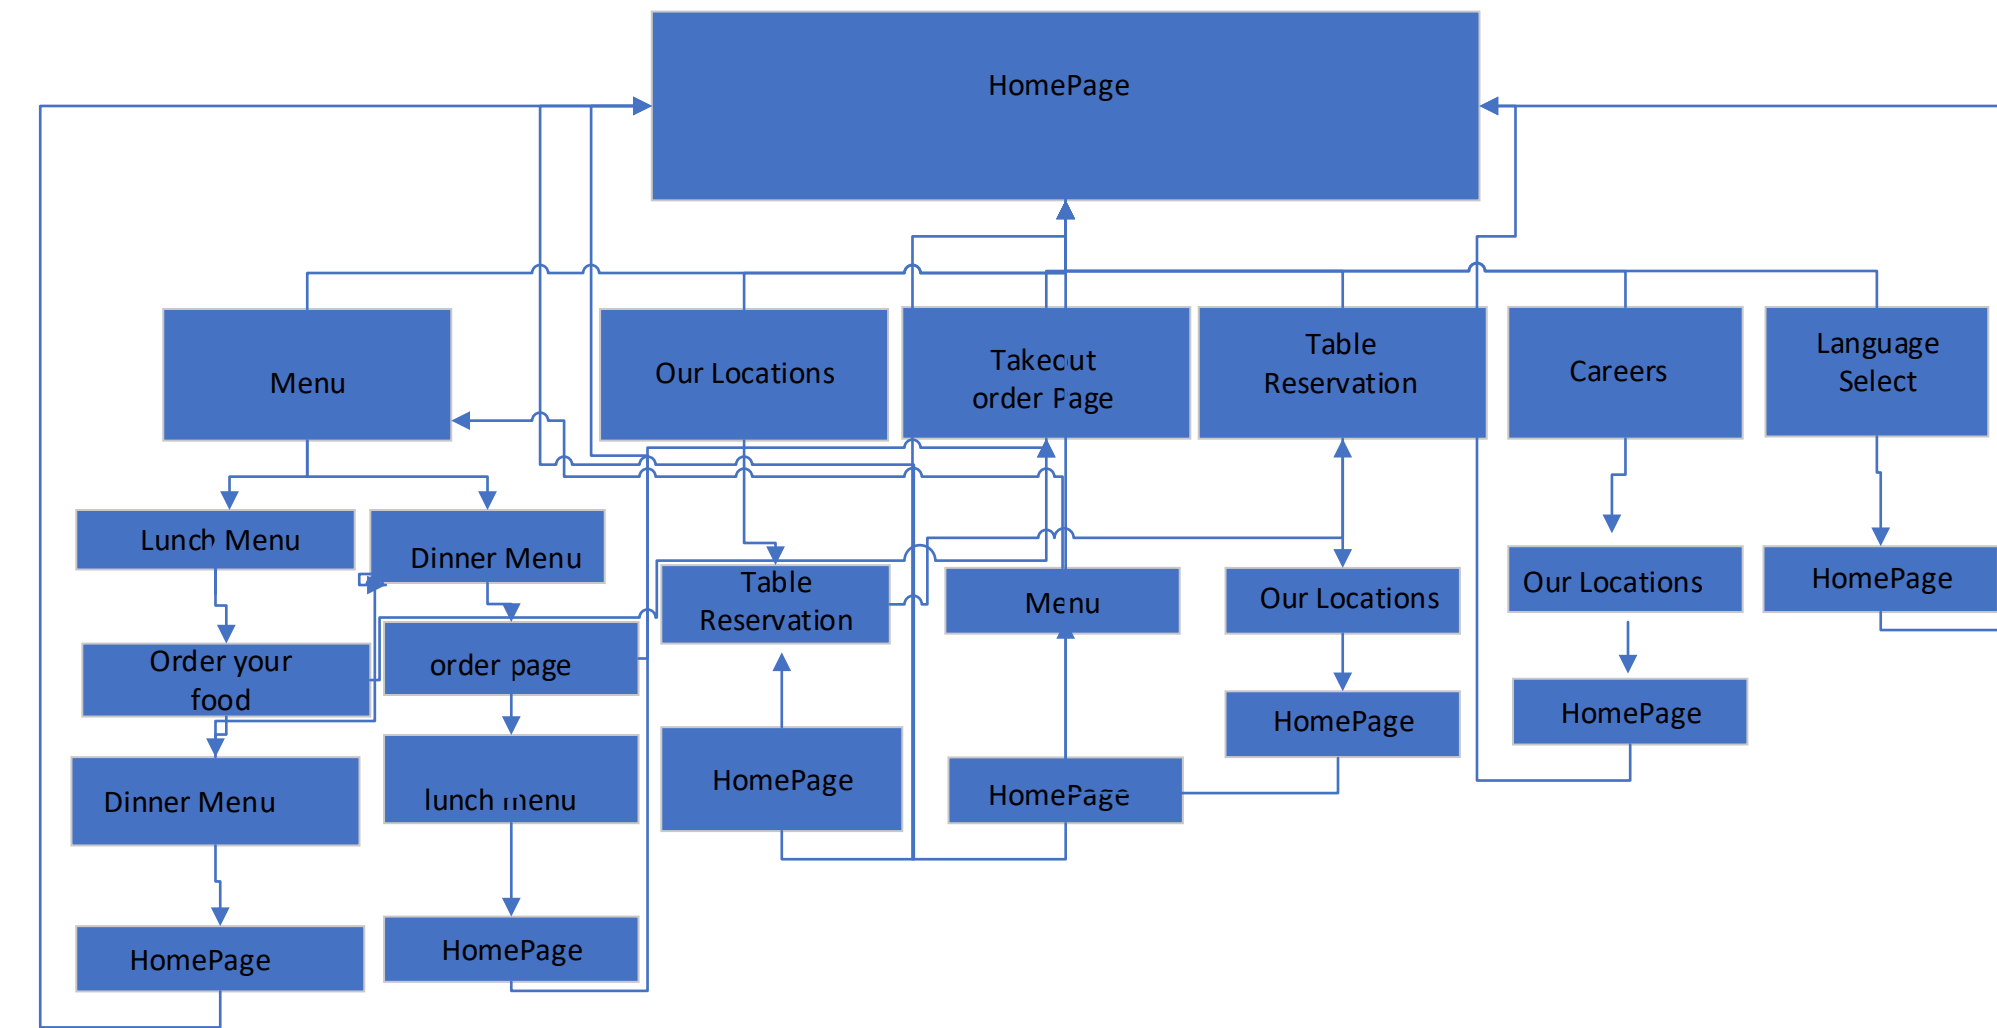 HomePage
Menu
Our Locations
Takeout
order Page
Table
Reservation
Careers
Language
Select
Lunch Menu
Dinner Menu
Table
Reservation
Menu
Our Locations
Our Locations
HomePage
Order your
food
order page
HomePage
HomePage
Dinner Menu
lunch menu
HomePage
HomePage
HomePage
HomePage